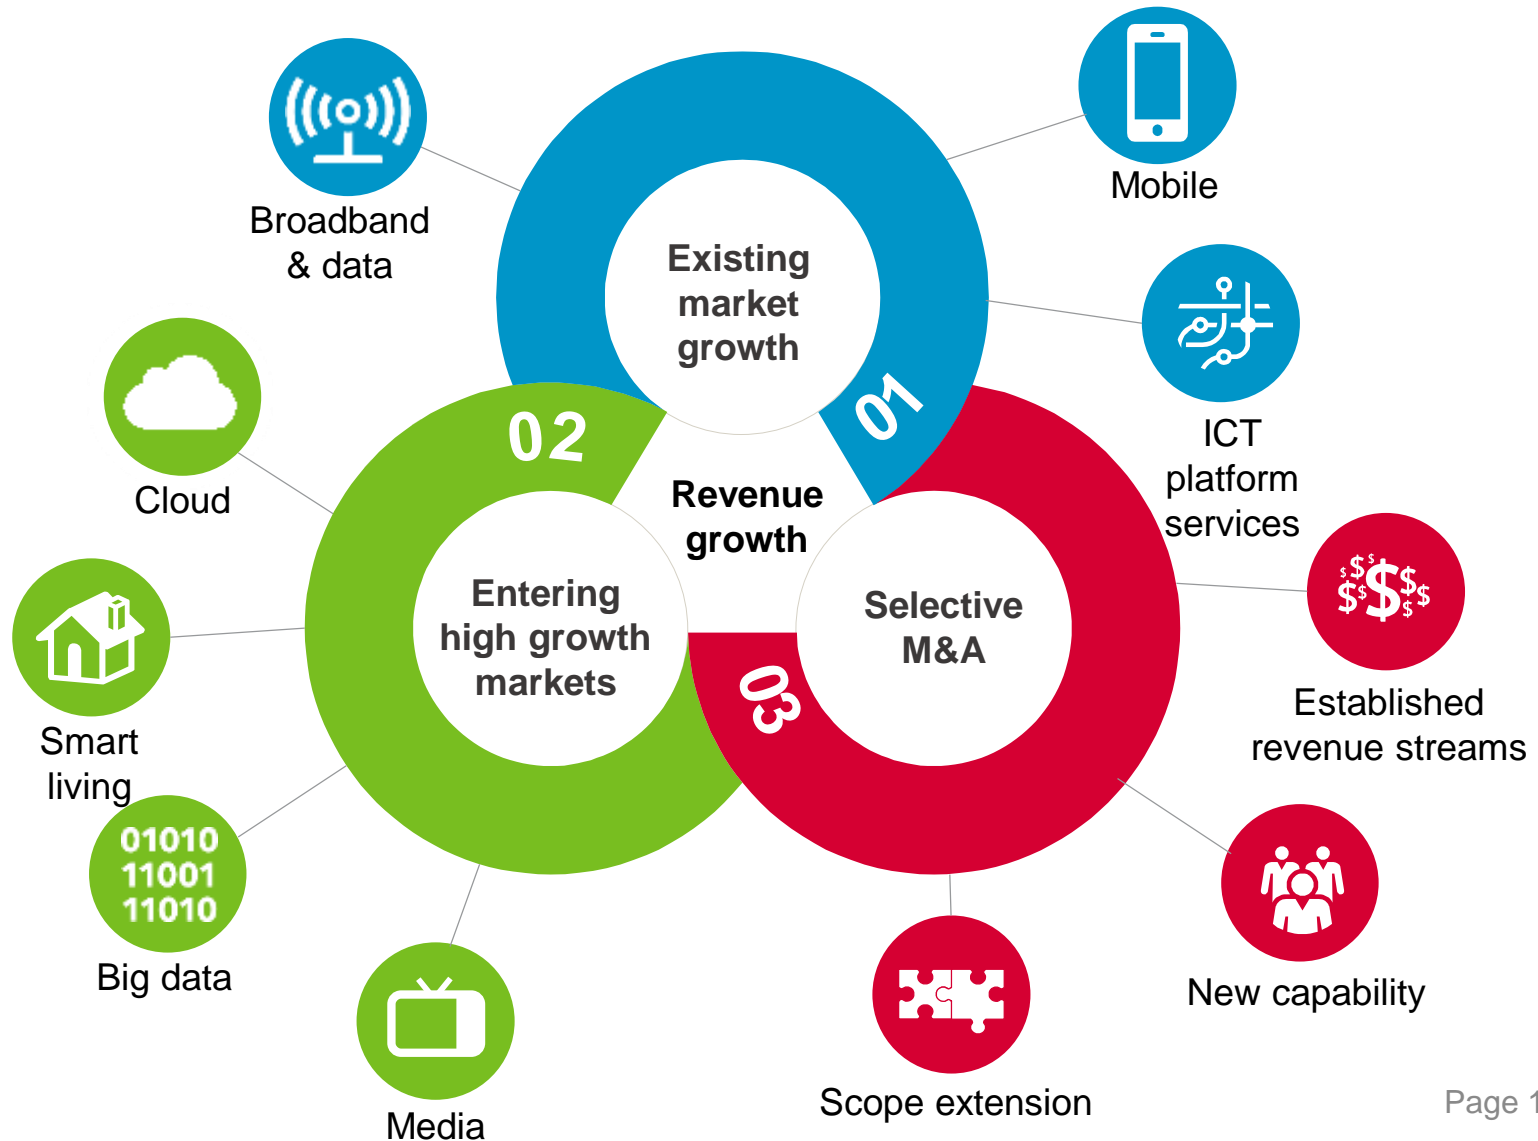 Broadband
& data
Mobile
Existing
market
growth
01
ICT
platform
services
Cloud
02
Revenue
growth
Entering
high growth
markets
Selective
M&A
03
$ $ $ $ $ $ $ $ $ $
Established
revenue streams
Smart
living
01010
11001
11010
Big data
New capability
Media
Scope extension
Page 1